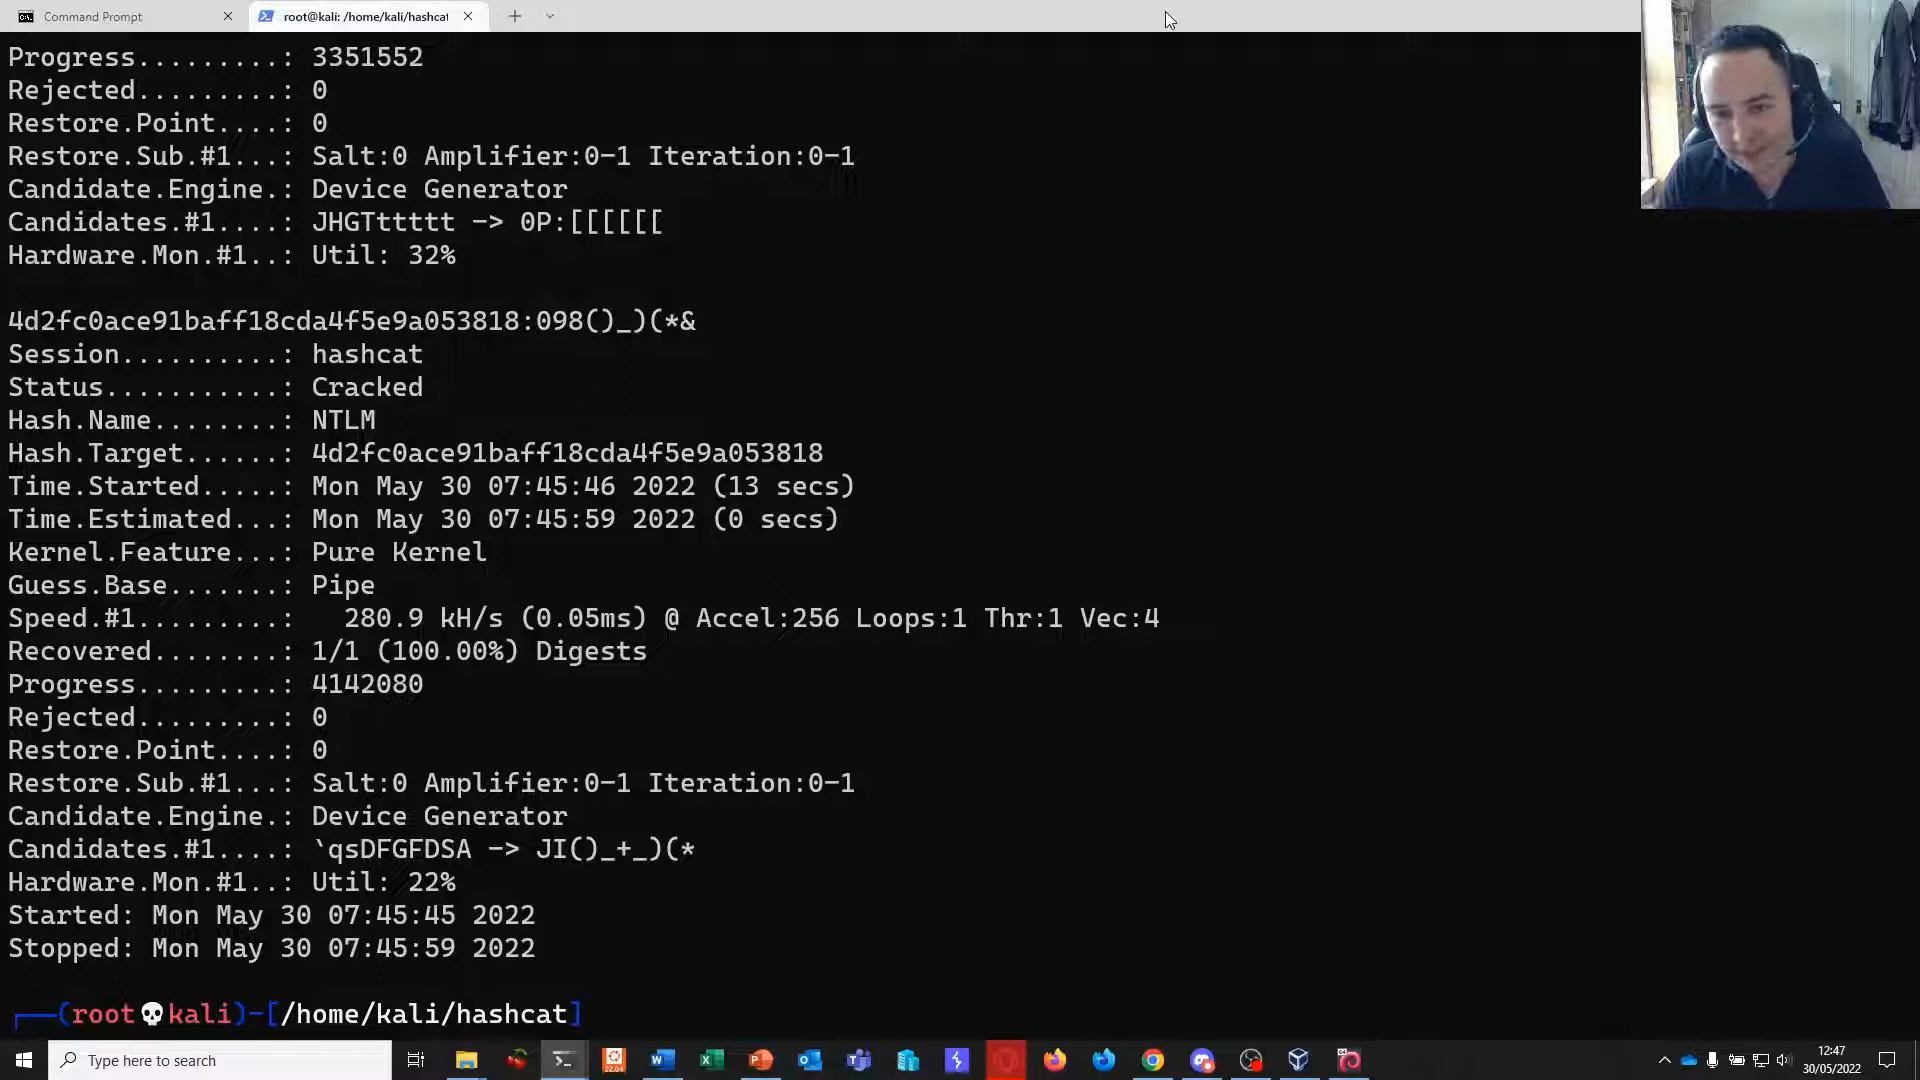 Command Prompt
root@kali: /home/kali/hashcat
Progress.........: 3351552
Rejected.........: 0
Restore.Point....: 0
Restore.Sub.#1...: Salt:0 Amplifier:0-1 Iteration:0-1
Candidate.Engine.: Device Generator
Candidates.#1....: JHGTttttt -> 0P:[[[[[[
Hardware.Mon.#1..: Util: 32%
4d2fc0ace91baff18cda4f5e9a053818:098()_)(*&
Session..........: hashcat
Status...........: Cracked
Hash.Name........: NTLM
Hash.Target......: 4d2fc0ace91baff18cda4f5e9a053818
Time.Started.....: Mon May 30 07:45:46 2022 (13 secs)
Time.Estimated...: Mon May 30 07:45:59 2022 (0 secs)
Kernel.Feature...: Pure Kernel
Guess.Base.......: Pipe
Speed.#1.........:   280.9 kH/s (0.05ms) @ Accel:256 Loops:1 Thr:1 Vec:4
Recovered........: 1/1 (100.00%) Digests
Progress.........: 4142080
Rejected.........: 0
Restore.Point....: 0
Restore.Sub.#1...: Salt:0 Amplifier:0-1 Iteration:0-1
Candidate.Engine.: Device Generator
Candidates.#1....: `qsDFGFDSA -> JI()_+_)(*
Hardware.Mon.#1..: Util: 22%
Started: Mon May 30 07:45:45 2022
Stopped: Mon May 30 07:45:59 2022
┌──(root💀kali)-[/home/kali/hashcat]
Type here to search
22.04
12:47
30/05/2022